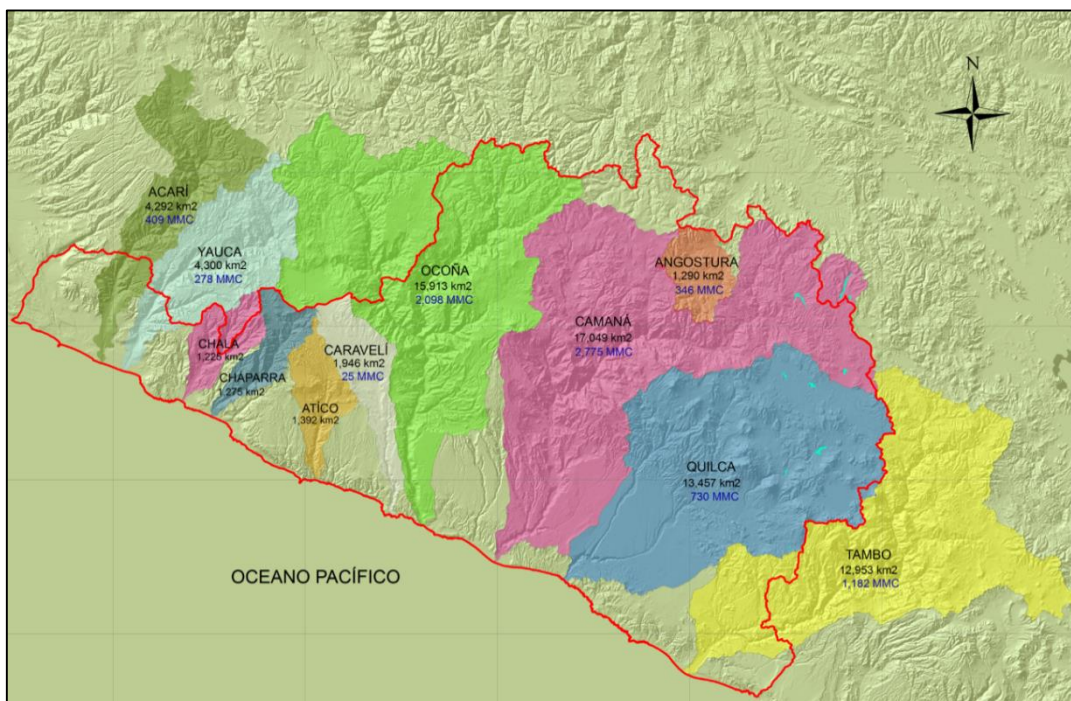 N
ACARÍ
4,292 km2
409 MMC
YAUCA
4,300 km2
278 MMC
CHALA
1,225 km2
CHÁPARRA
1,275 km2
ATÍCO
1,392 km2
CARAVELÍ
1,946 km2
25 MMC
OCOÑA
15,913 km2
2,098 MMC
CAMANÁ
17,049 km2
2,775 MMC
ANGOSTURA
1,290 km2
346 MMC
QUILCA
13,457 km2
730 MMC
TAMBO
12,953 km2
1,182 MMC
OCEANO PACÍFICO